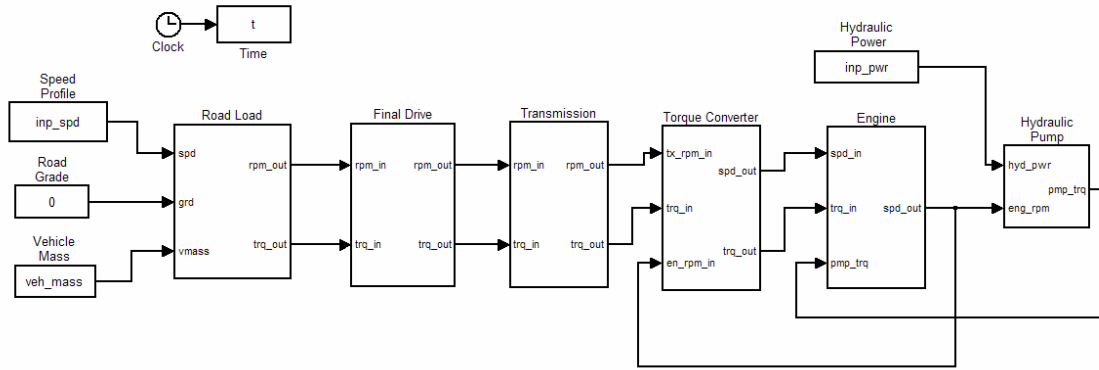 t
Clock
Time
Hydraulic
Power
inp_pwr
Speed
Profile
inp_spd
Road
Grade
0
Vehicle
Mass
veh_mass
Road Load
spd
grd
vmass
rpm_out
trq_out
Final Drive
rpm_in
trq_in
rpm_out
trq_out
Transmission
rpm_in
trq_in
rpm_out
trq_out
Torque Converter
tx_rpm_in
trq_in
en_rpm_in
spd_out
trq_out
Engine
spd_in
trq_in
pmp_trq
spd_out
Hydraulic
Pump
hyd_pwr
eng_rpm
pmp_trq